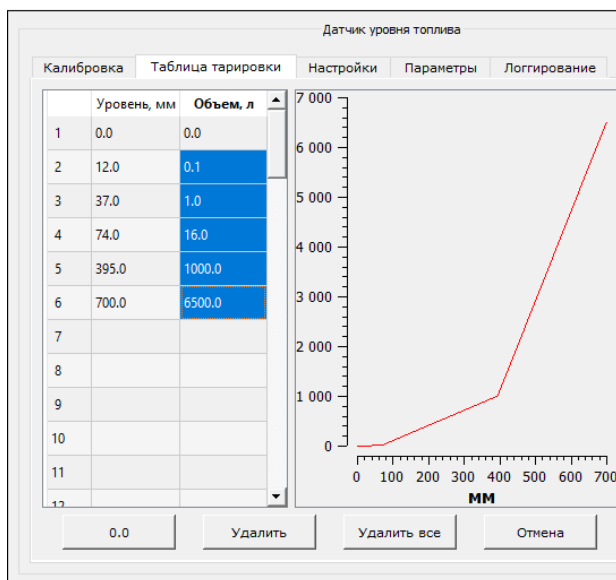 Датчик уровня топлива
Калибровка Таблица тарировки Настройки Параметры Логгирование
Уровень, мм Объем, л
1 0.0 0.0
2 12.0 0.1
3 37.0 1.0
4 74.0 16.0
5 395.0 1000.0
6 700.0 6500.0
7
8
9
10
11
12
7 000
6 000
5 000
4 000
3 000
2 000
1 000
0
0 100 200 300 400 500 600 700
ММ
0.0 Удалить Удалить все Отмена